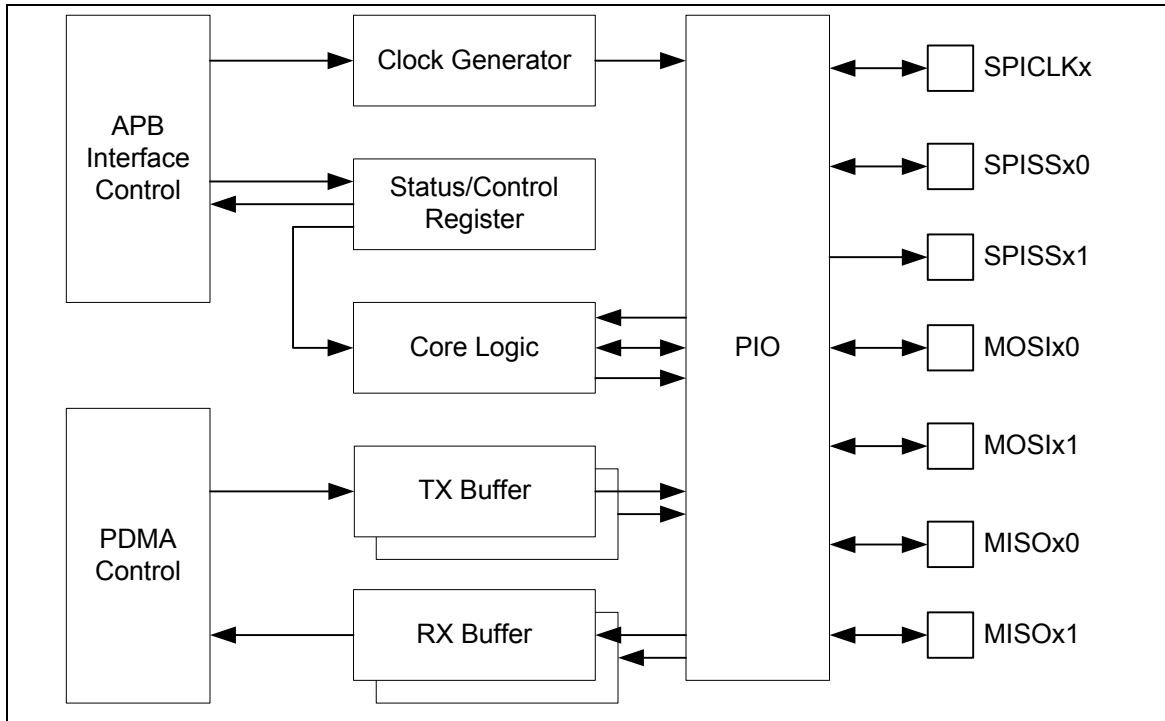 APB
Interface
Control
Clock Generator
Status/Control
Register
Core Logic
PDMA
Control
TX Buffer
RX Buffer
PIO
SPICLKx
SPISSx0
SPISSx1
MOSIx0
MOSIx1
MISOx0
MISOx1